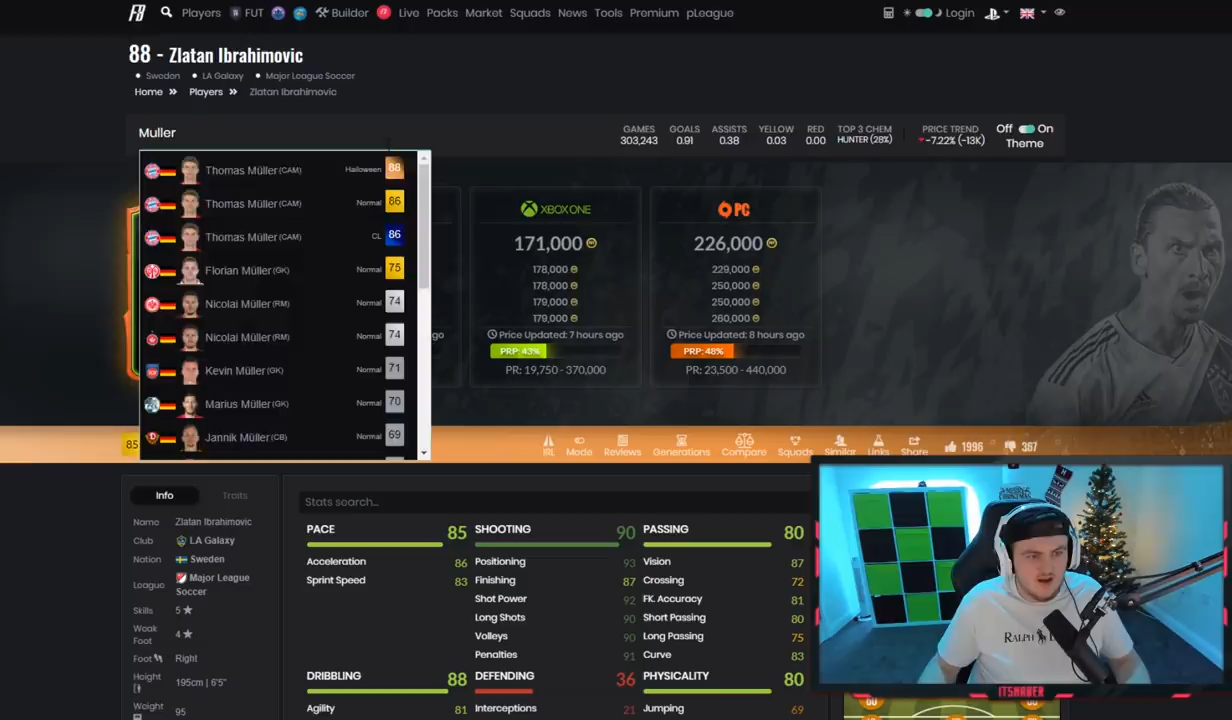 FB Players FUT Builder Live Packs Market Squads News Tools Premium pLeague Login
88 - Zlatan Ibrahimovic
Sweden LA Galaxy Major League Soccer
Home Players Zlatan Ibrahimovic
Muller
GAMES GOALS ASSISTS YELLOW RED TOP 3 CHEM PRICE TREND Off On
303,243 0.91 0.38 0.03 0.00 HUNTER (28%) -7.22% (-13K) Theme
Thomas Müller (CAM) Halloween 88
Thomas Müller (CAM) Normal 86
Thomas Müller (CAM) CL 86
Florian Müller (GK) Normal 75
Nicolai Müller (RM) Normal 74
Nicolai Müller (RM) Normal 74
Kevin Müller (GK) Normal 71
Marius Müller (GK) Normal 70
Jannik Müller (CB) Normal 69
ago
XBOX ONE
171,000
178,000
178,000
179,000
179,000
Price Updated: 7 hours ago
PRP: 43%
PR: 19,750 - 370,000
PC
226,000
229,000
250,000
250,000
260,000
Price Updated: 8 hours ago
PRP: 48%
PR: 23,500 - 440,000
85
IRL Mode Reviews Generations Compare Squads Similar Links Share 1996 367
Info Traits
Name Zlatan Ibrahimovic
Club LA Galaxy
Nation Sweden
League Major League Soccer
Skills 5
Weak Foot 4
Foot Right
Height 195cm | 6'5"
Weight 95
Stats search...
PACE 85
Acceleration 86
Sprint Speed 83
SHOOTING 90
Positioning 93
Finishing 87
Shot Power 92
Long Shots 90
Volleys 90
Penalties 91
PASSING 80
Vision 87
Crossing 72
FK. Accuracy 81
Short Passing 80
Long Passing 75
Curve 83
DRIBBLING 88
Agility 81
DEFENDING 36
Interceptions 21
PHYSICALITY 80
Jumping 69
RALPH
ITSHABER